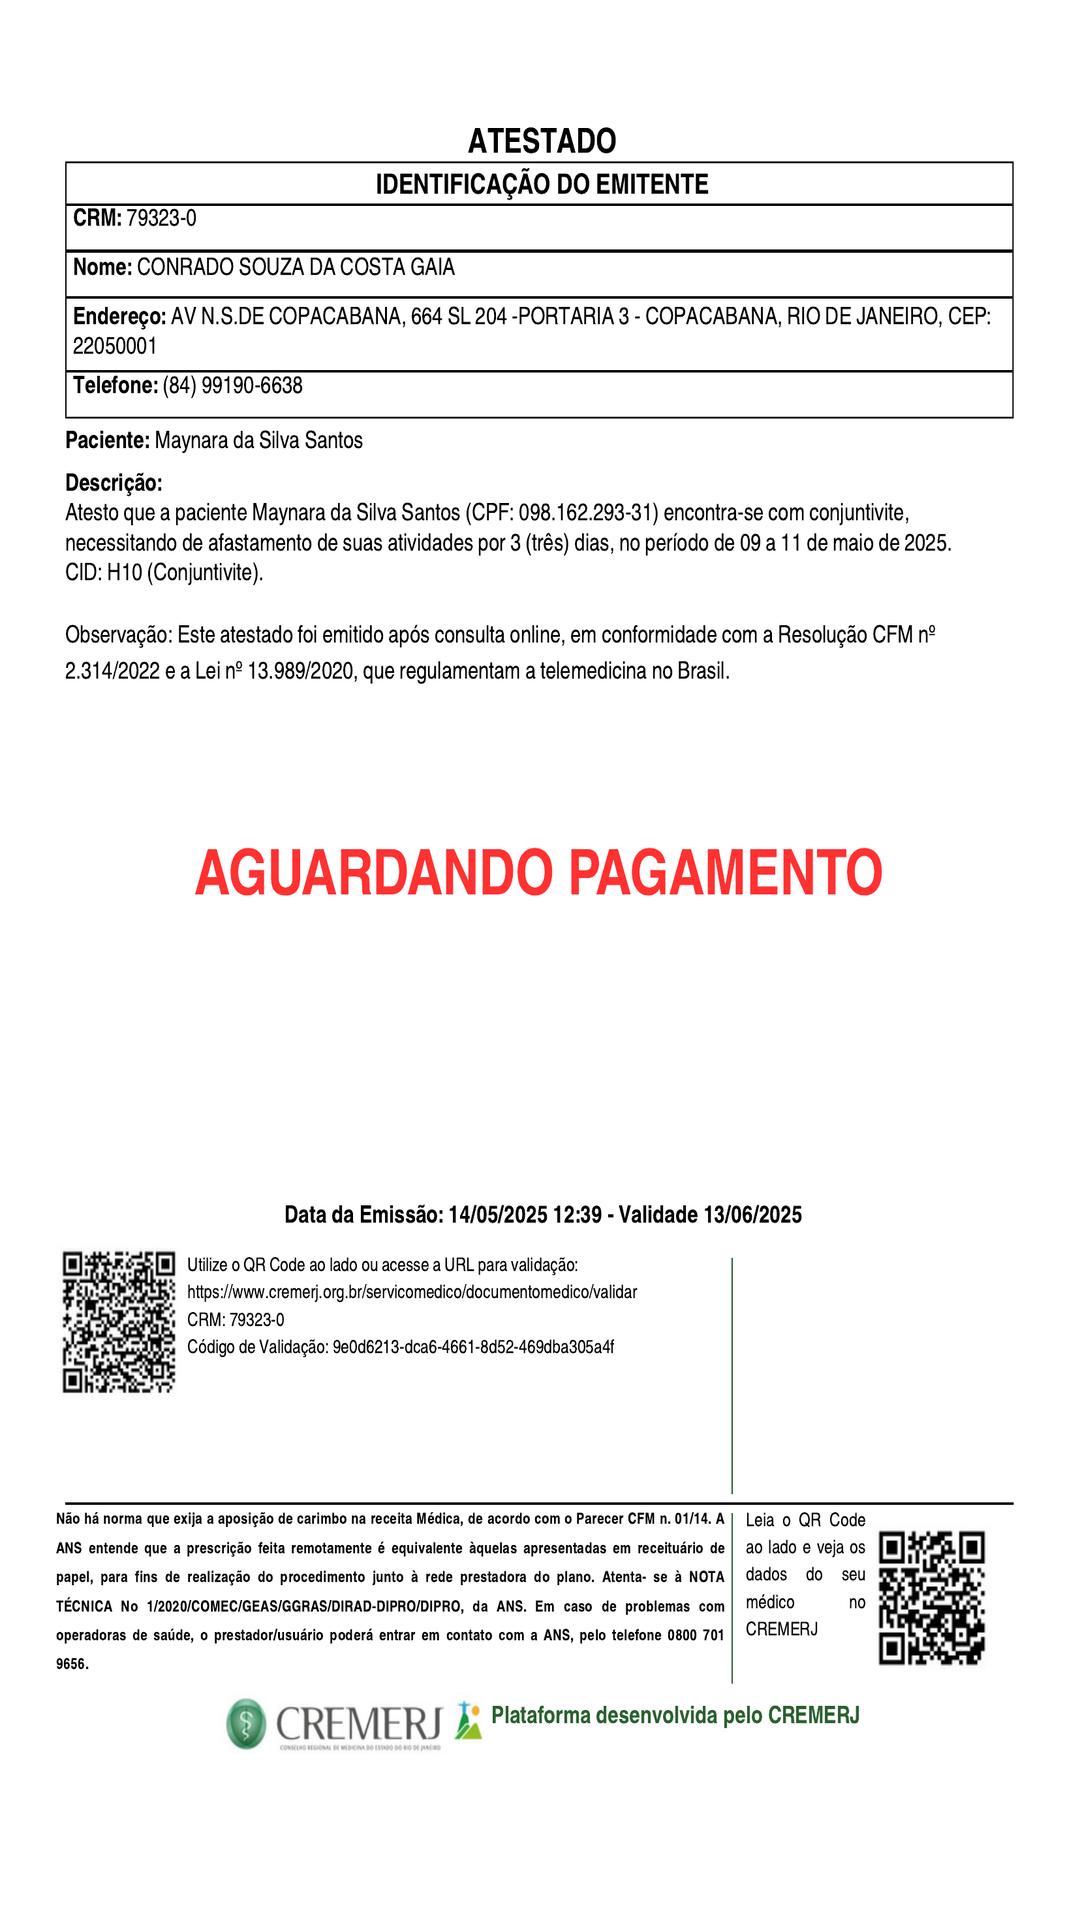 ATESTADO
IDENTIFICAÇÃO DO EMITENTE
CRM: 79323-0
Nome: CONRADO SOUZA DA COSTA GAIA
Endereço: AV N.S.DE COPACABANA, 664 SL 204 -PORTARIA 3 - COPACABANA, RIO DE JANEIRO, CEP:
22050001
Telefone: (84) 99190-6638
Paciente: Maynara da Silva Santos
Descrição:
Atesto que a paciente Maynara da Silva Santos (CPF: 098.162.293-31) encontra-se com conjuntivite,
necessitando de afastamento de suas atividades por 3 (três) dias, no período de 09 a 11 de maio de 2025.
CID: H10 (Conjuntivite).
Observação: Este atestado foi emitido após consulta online, em conformidade com a Resolução CFM nº
2.314/2022 e a Lei nº 13.989/2020, que regulamentam a telemedicina no Brasil.
AGUARDANDO PAGAMENTO
Data da Emissão: 14/05/2025 12:39 - Validade 13/06/2025
Utilize o QR Code ao lado ou acesse a URL para validação:
https://www.cremerj.org.br/servicomedico/documentomedico/validar
CRM: 79323-0
Código de Validação: 9e0d6213-dca6-4661-8d52-469dba305a4f
Não há norma que exija a aposição de carimbo na receita Médica, de acordo com o Parecer CFM n. 01/14. A
ANS entende que a prescrição feita remotamente é equivalente àquelas apresentadas em receituário de
papel, para fins de realização do procedimento junto à rede prestadora do plano. Atenta- se à NOTA
TÉCNICA No 1/2020/COMEC/GEAS/GGRAS/DIRAD-DIPRO/DIPRO, da ANS. Em caso de problemas com
operadoras de saúde, o prestador/usuário poderá entrar em contato com a ANS, pelo telefone 0800 701
9656.
Leia o QR Code
ao lado e veja os
dados do seu
médico no
CREMERJ
CREMERJ
CONSELHO REGIONAL DE MEDICINA DO ESTADO DO RIO DE JANEIRO
Plataforma desenvolvida pelo CREMERJ